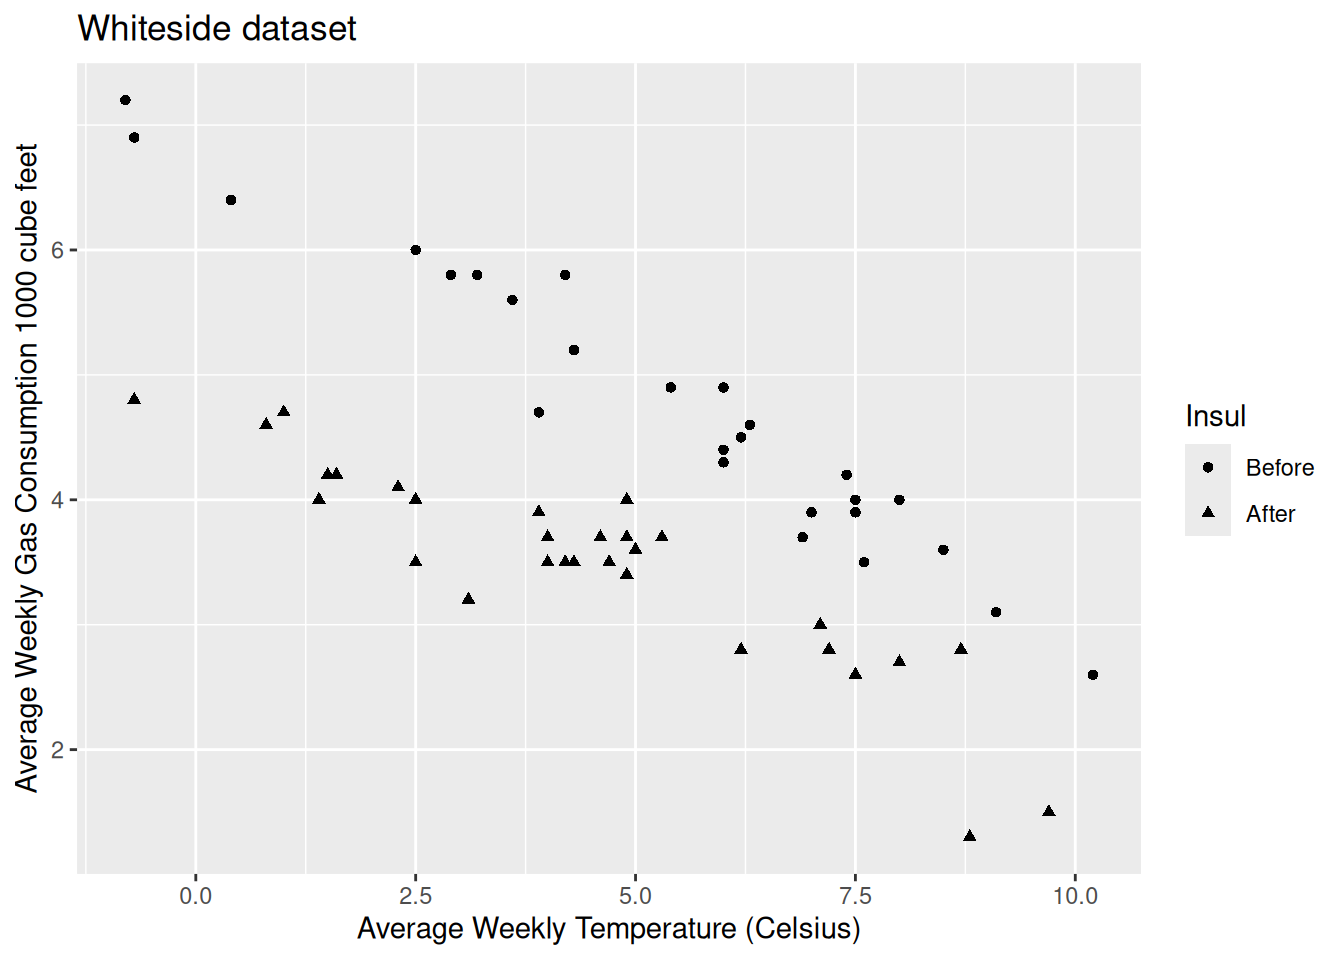 Whiteside dataset
Average Weekly Gas Consumption 1000 cube feet
6
4
2
0.0
2.5
5.0
7.5
10.0
Average Weekly Temperature (Celsius)
Insul
Before
After